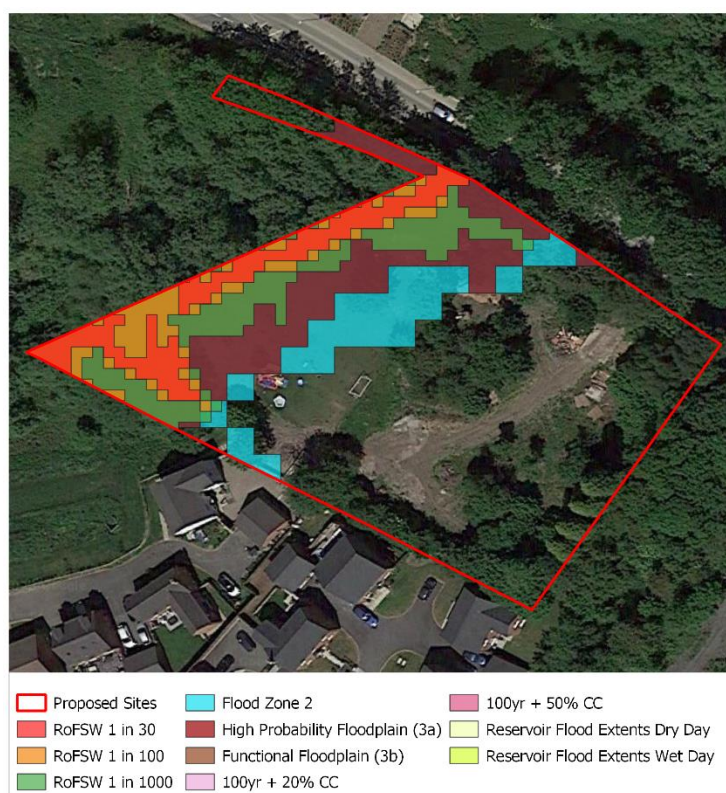 Proposed Sites
RoFSW 1 in 30
RoFSW 1 in 100
RoFSW 1 in 1000
Flood Zone 2
High Probability Floodplain (3a)
Functional Floodplain (3b)
100yr + 20% CC
100yr + 50% CC
Reservoir Flood Extents Dry Day
Reservoir Flood Extents Wet Day